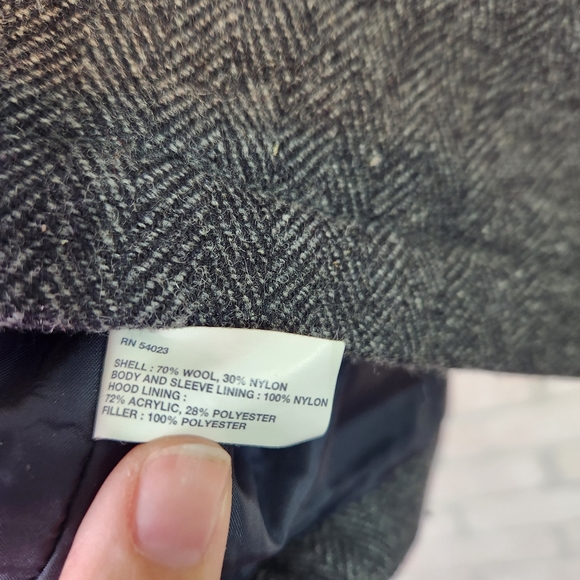 RN 54023
SHELL : 70% WOOL, 30% NYLON
BODY AND SLEEVE LINING : 100% NYLON
HOOD LINING :
72% ACRYLIC, 28% POLYESTER
FILLER : 100% POLYESTER